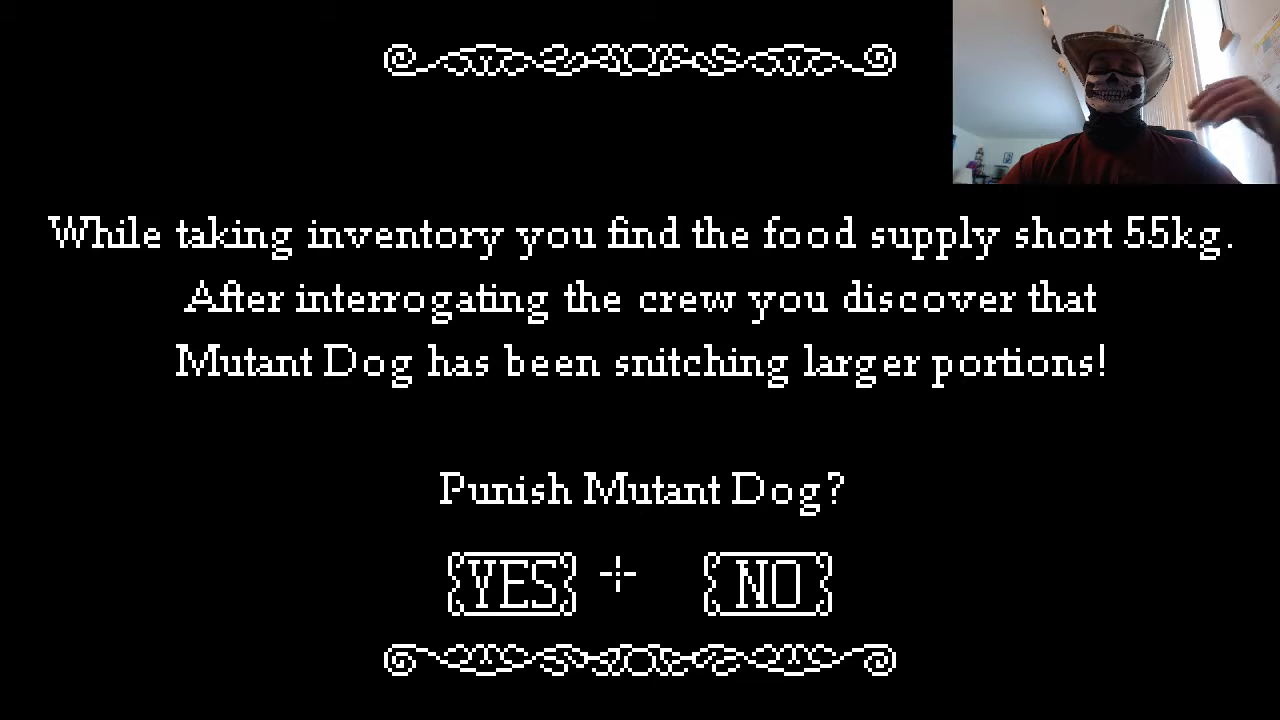 While taking inventory you find the food supply short 55kg.
After interrogating the crew you discover that
Mutant Dog has been snitching larger portions!
Punish Mutant Dog?
YES NO